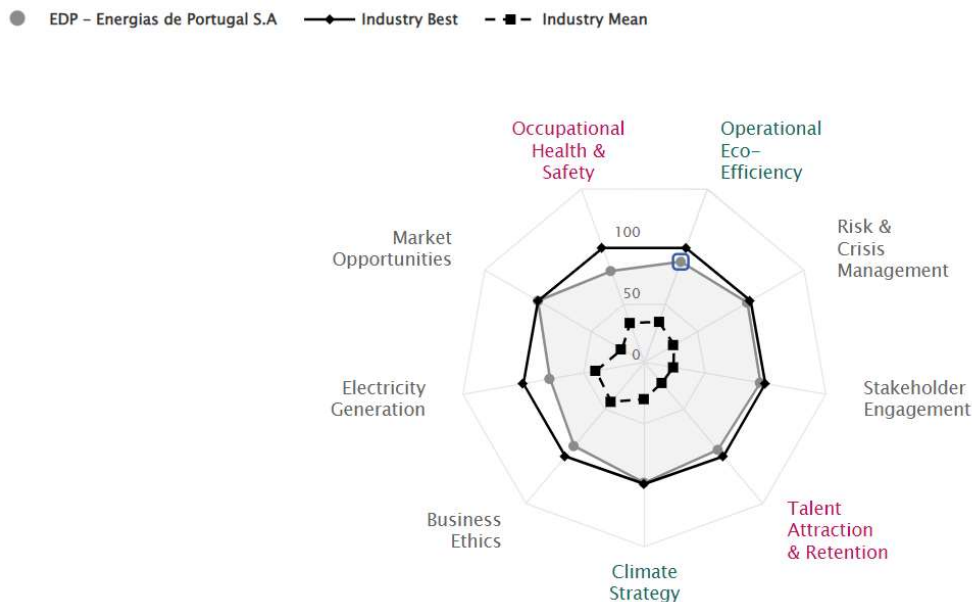 EDP – Energias de Portugal S.A Industry Best Industry Mean
Occupational
Health &
Safety
Operational
Eco–
Efficiency
Risk &
Crisis
Management
Market
Opportunities
100
50
0
Electricity
Generation
Stakeholder
Engagement
Business
Ethics
Talent
Attraction
& Retention
Climate
Strategy